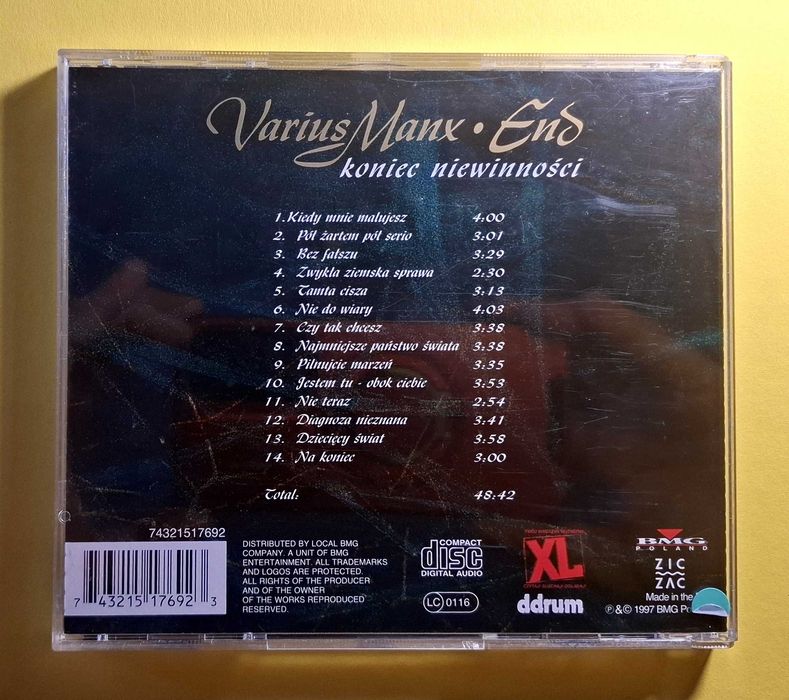 Varius Manx • End
koniec niewinności
1. Kiedy mnie malujesz 4:00
2. Pół żartem pół serio 3:01
3. Bez fałszu 3:29
4. Zwykła ziemska sprawa 2:30
5. Tamta cisza 3:13
6. Nie do wiary 4:03
7. Czy tak chcesz 3:38
8. Najmniejsze państwo świata 3:38
9. Pilnujcie marzeń 3:35
10. Jestem tu - obok ciebie 3:53
11. Nie teraz 2:54
12. Diagnoza nieznana 3:41
13. Dziecięcy świat 3:58
14. Na koniec 3:00
Total: 48:42
74321517692
7 43215 17692 3
DISTRIBUTED BY LOCAL BMG
COMPANY. A UNIT OF BMG
ENTERTAINMENT. ALL TRADEMARKS
AND LOGOS ARE PROTECTED.
ALL RIGHTS OF THE PRODUCER
AND OF THE OWNER
OF THE WORKS REPRODUCED
RESERVED.
COMPACT
disc
DIGITAL AUDIO
LC 0116
XL
ddrum
BMG
POLAND
ZIC
ZAC
Made in the
℗ & © 1997 BMG